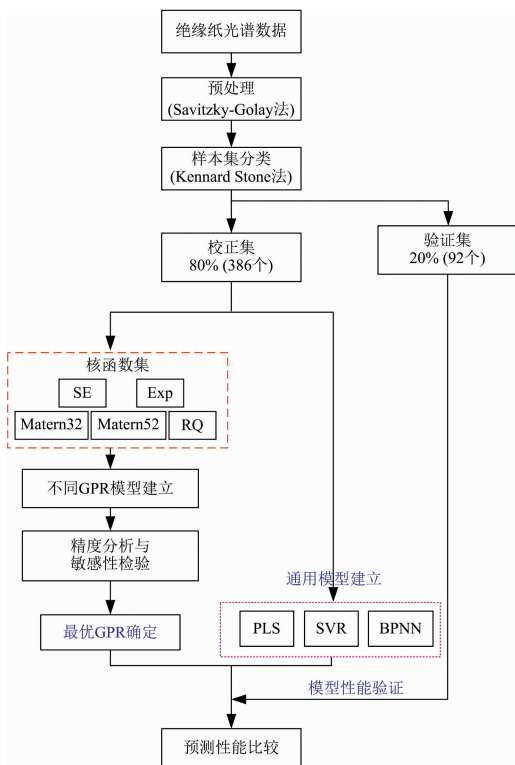 绝缘纸光谱数据
预处理
(Savitzky-Golay法)
样本集分类
(Kennard Stone法)
校正集
80% (386个)
验证集
20% (92个)
核函数集
SE
Exp
Matern32
Matern52
RQ
不同GPR模型建立
精度分析与
敏感性检验
最优GPR确定
通用模型建立
PLS
SVR
BPNN
模型性能验证
预测性能比较